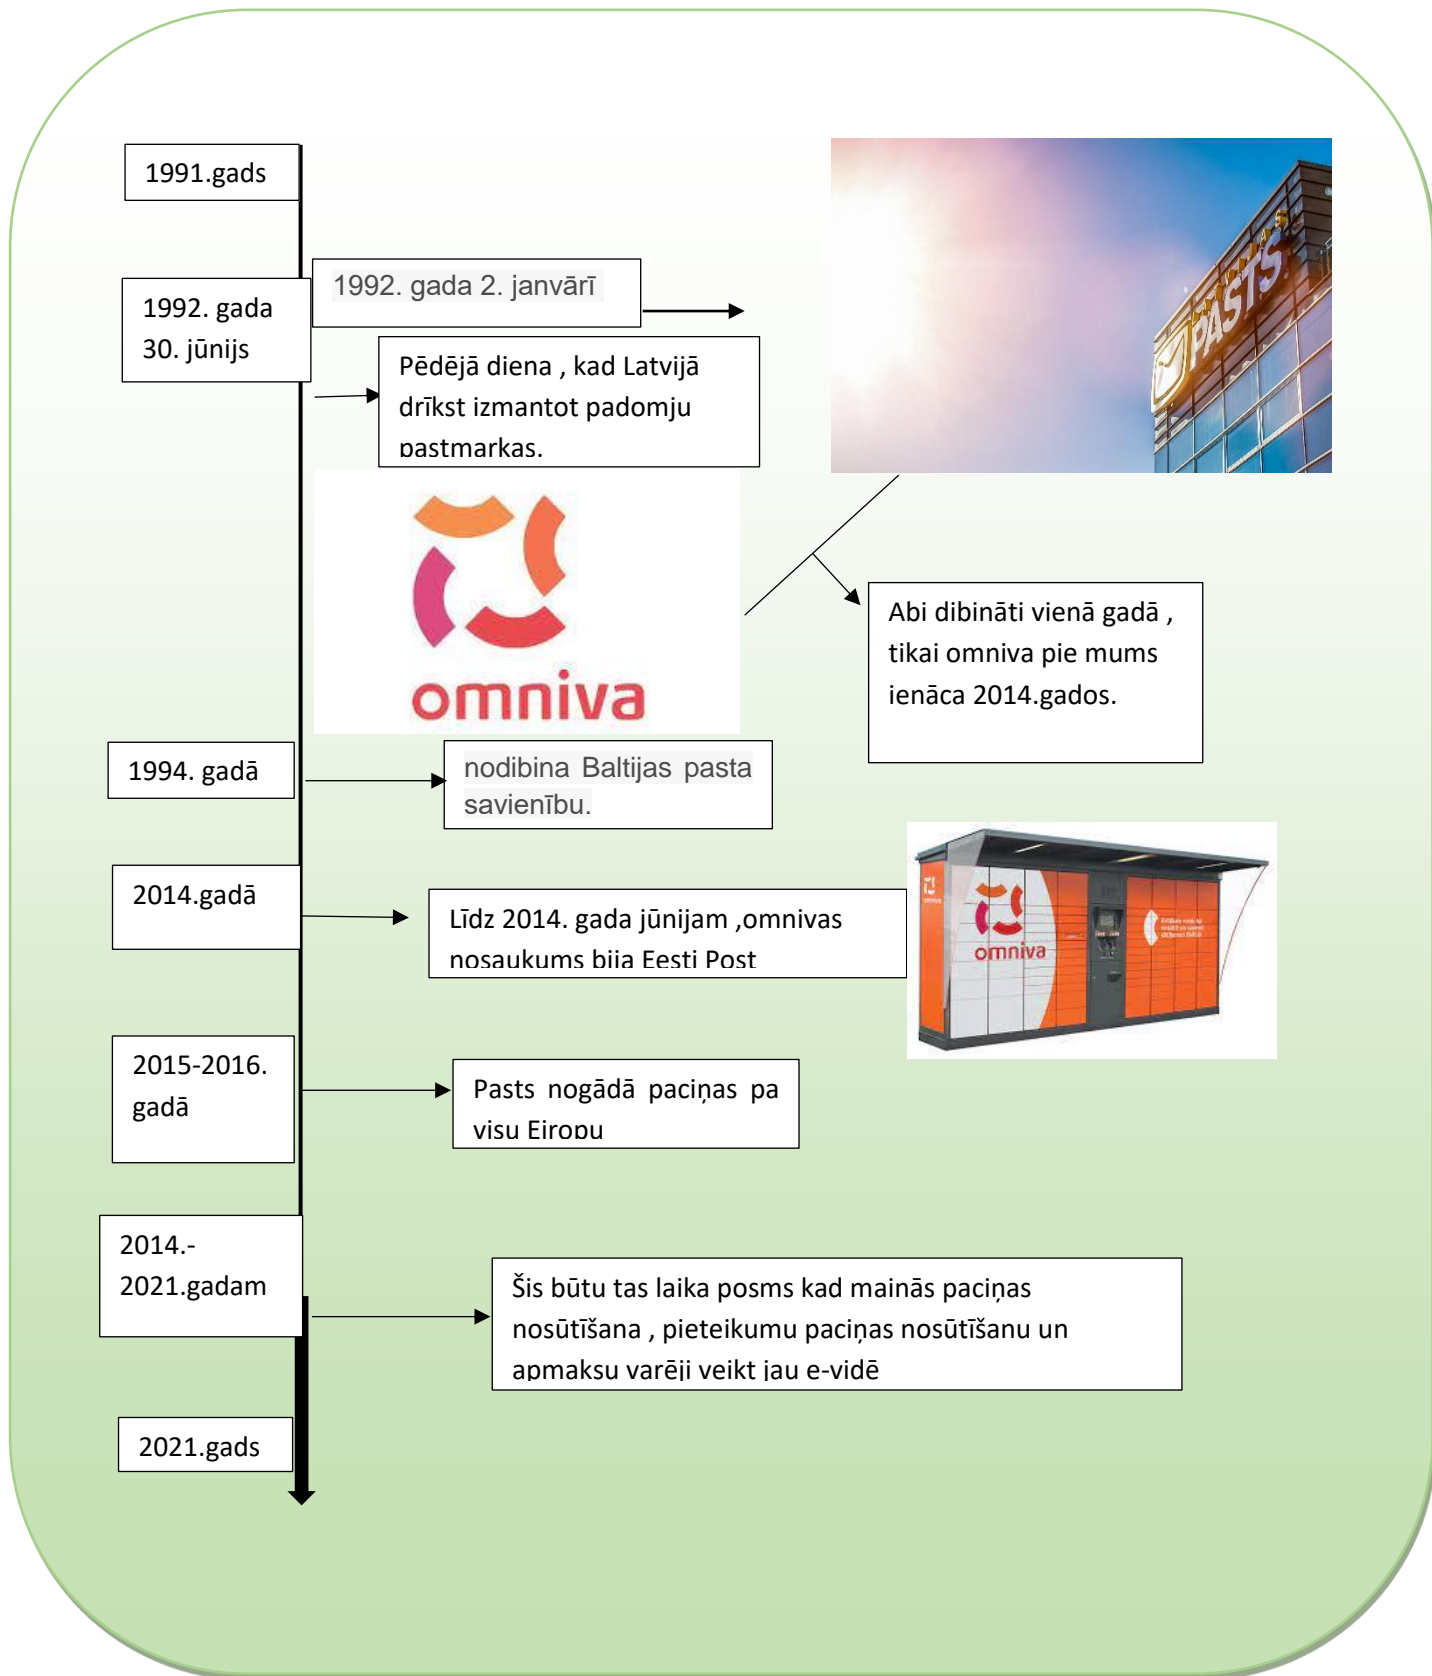 1991.gads
1992. gada 2. janvārī
1992. gada
30. jūnijs
PASTS
Pēdējā diena , kad Latvijā
drīkst izmantot padomju
pastmarkas.
omniva
Abi dibināti vienā gadā ,
tikai omniva pie mums
ienāca 2014.gados.
1994. gadā
nodibina Baltijas pasta
savienību.
2014.gadā
Līdz 2014. gada jūnijam ,omnivas
nosaukums bija Eesti Post
omniva
omniva
2015-2016.
gadā
Pasts nogādā paciņas pa
visu Eiropu
2014.-
2021.gadam
Šis būtu tas laika posms kad mainās paciņas
nosūtīšana , pieteikumu paciņas nosūtīšanu un
apmaksu varēji veikt jau e-vidē
2021.gads